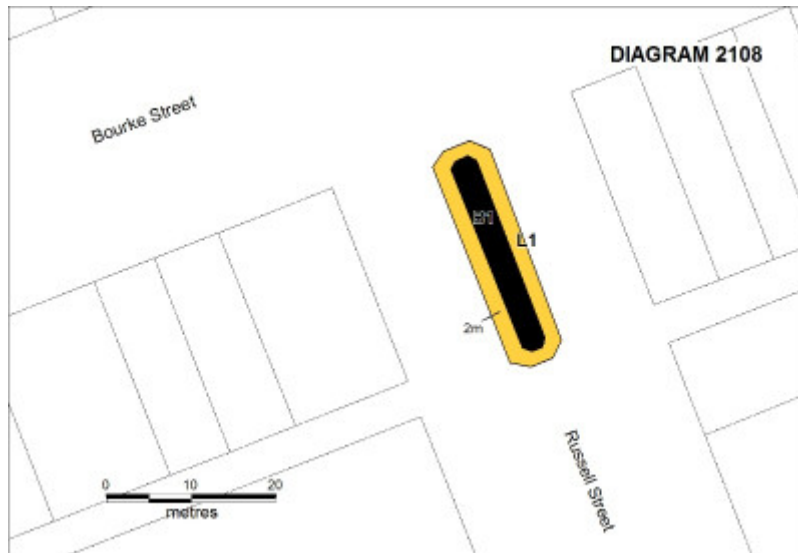 DIAGRAM 2108
Bourke Street
B1
L1
2m
Russell Street
0 10 20
metres